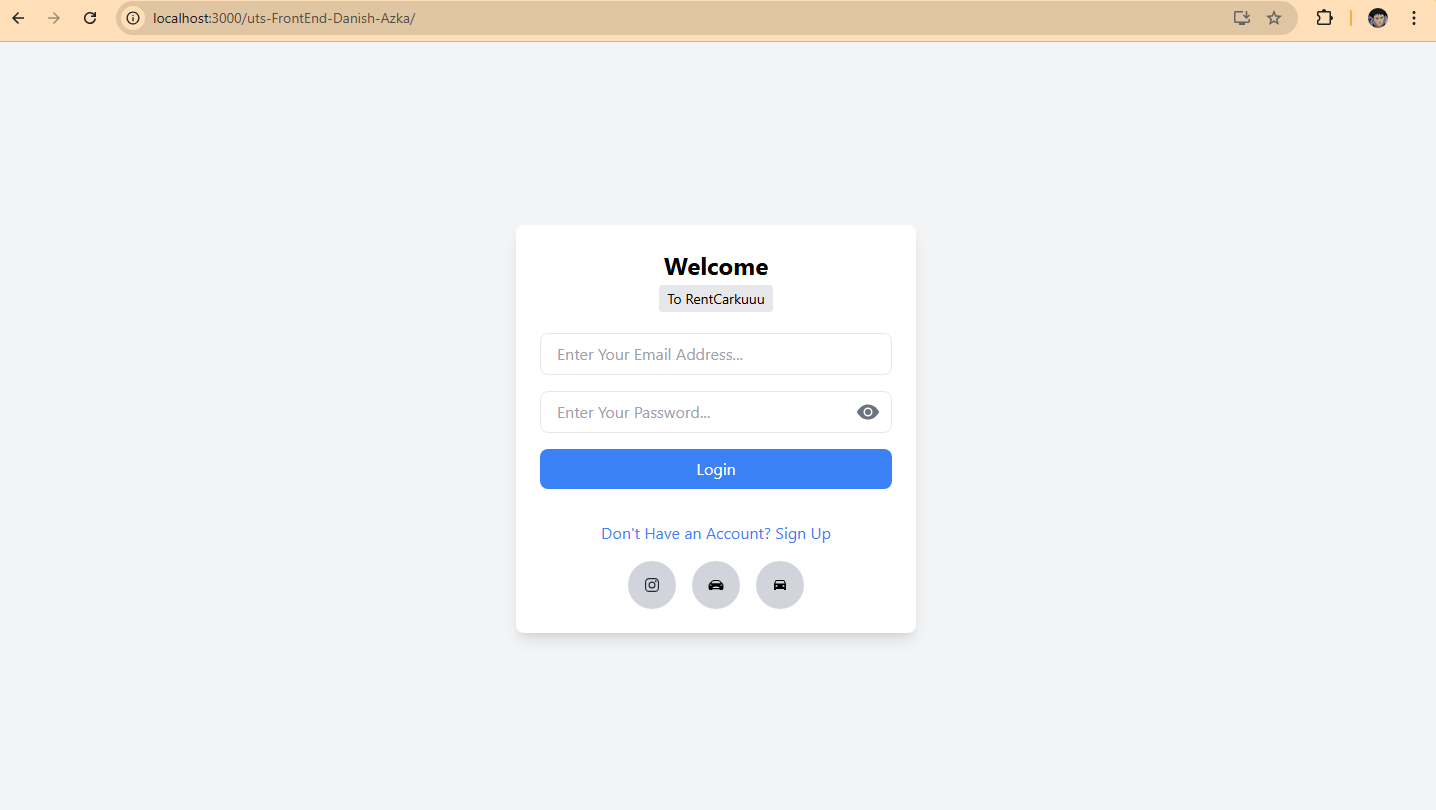 localhost:3000/uts-FrontEnd-Danish-Azka/
Welcome
To RentCarkuuu
Enter Your Email Address...
Enter Your Password...
Login
Don't Have an Account? Sign Up